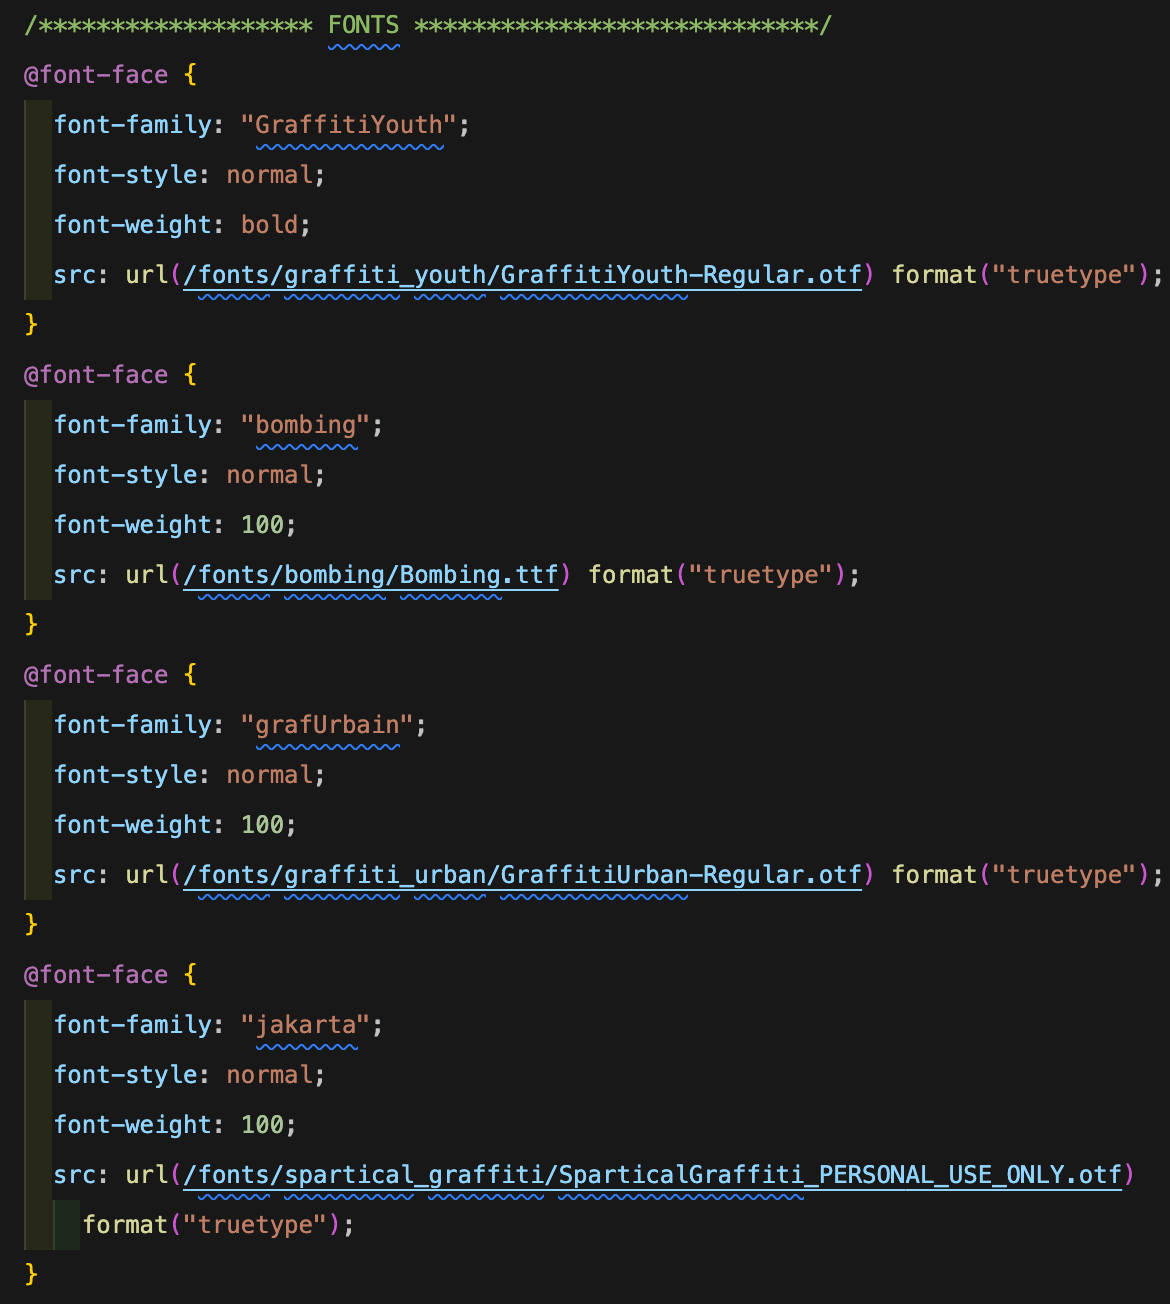 /******************* FONTS ****************************/
@font-face {
  font-family: "GraffitiYouth";
  font-style: normal;
  font-weight: bold;
  src: url(/fonts/graffiti_youth/GraffitiYouth-Regular.otf) format("truetype");
}
@font-face {
  font-family: "bombing";
  font-style: normal;
  font-weight: 100;
  src: url(/fonts/bombing/Bombing.ttf) format("truetype");
}
@font-face {
  font-family: "grafUrbain";
  font-style: normal;
  font-weight: 100;
  src: url(/fonts/graffiti_urban/GraffitiUrban-Regular.otf) format("truetype");
}
@font-face {
  font-family: "jakarta";
  font-style: normal;
  font-weight: 100;
  src: url(/fonts/spartical_graffiti/SparticalGraffiti_PERSONAL_USE_ONLY.otf)
    format("truetype");
}